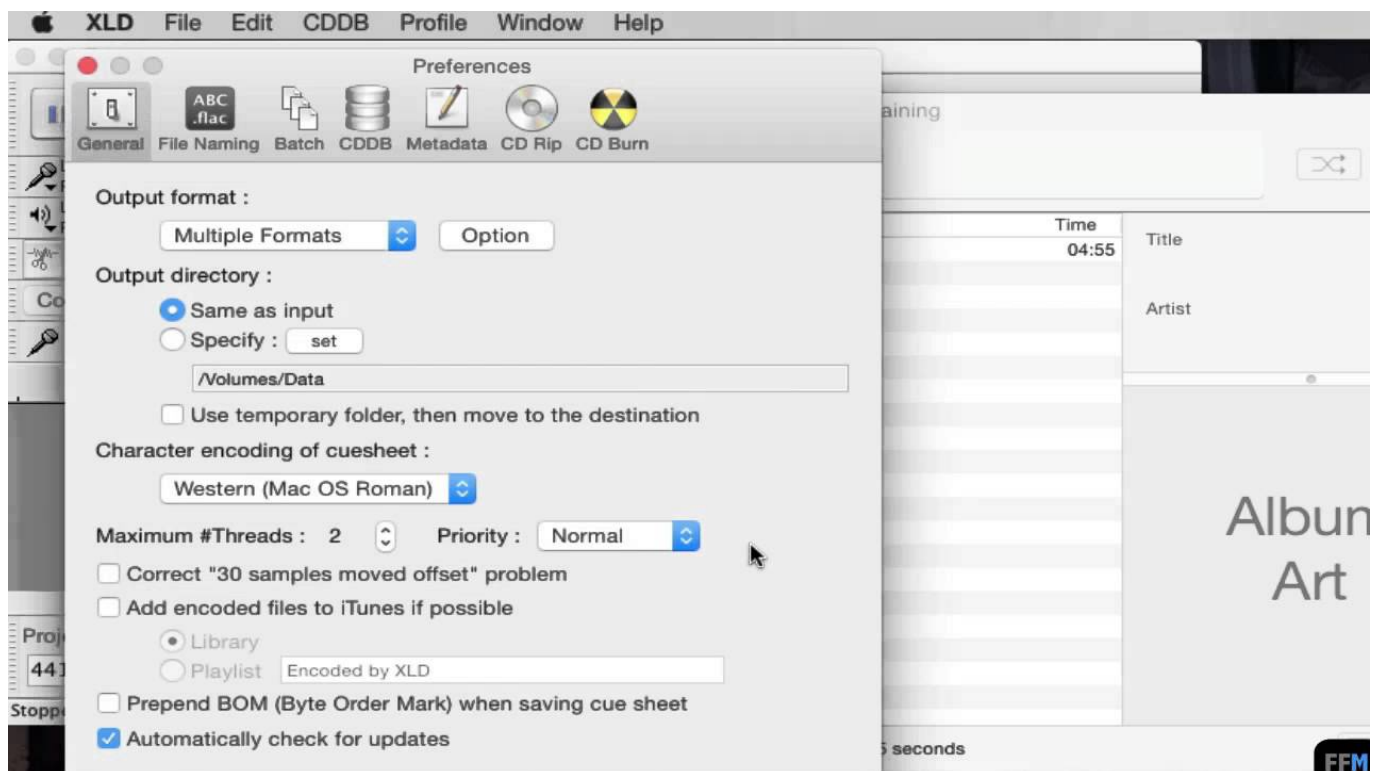 XLD File Edit CDDB Profile Window Help
Preferences
ABC
.flac
General File Naming Batch CDDB Metadata CD Rip CD Burn
aining
Output format :
Multiple Formats Option
Output directory :
Same as input
Specify : set
/Volumes/Data
Use temporary folder, then move to the destination
Character encoding of cuesheet :
Western (Mac OS Roman)
Maximum #Threads : 2 Priority : Normal
Correct "30 samples moved offset" problem
Add encoded files to iTunes if possible
Library
Playlist Encoded by XLD
Prepend BOM (Byte Order Mark) when saving cue sheet
Automatically check for updates
Time
04:55
Title
Artist
Album
Art
Co
Proj
441
Stopp
seconds
FFM